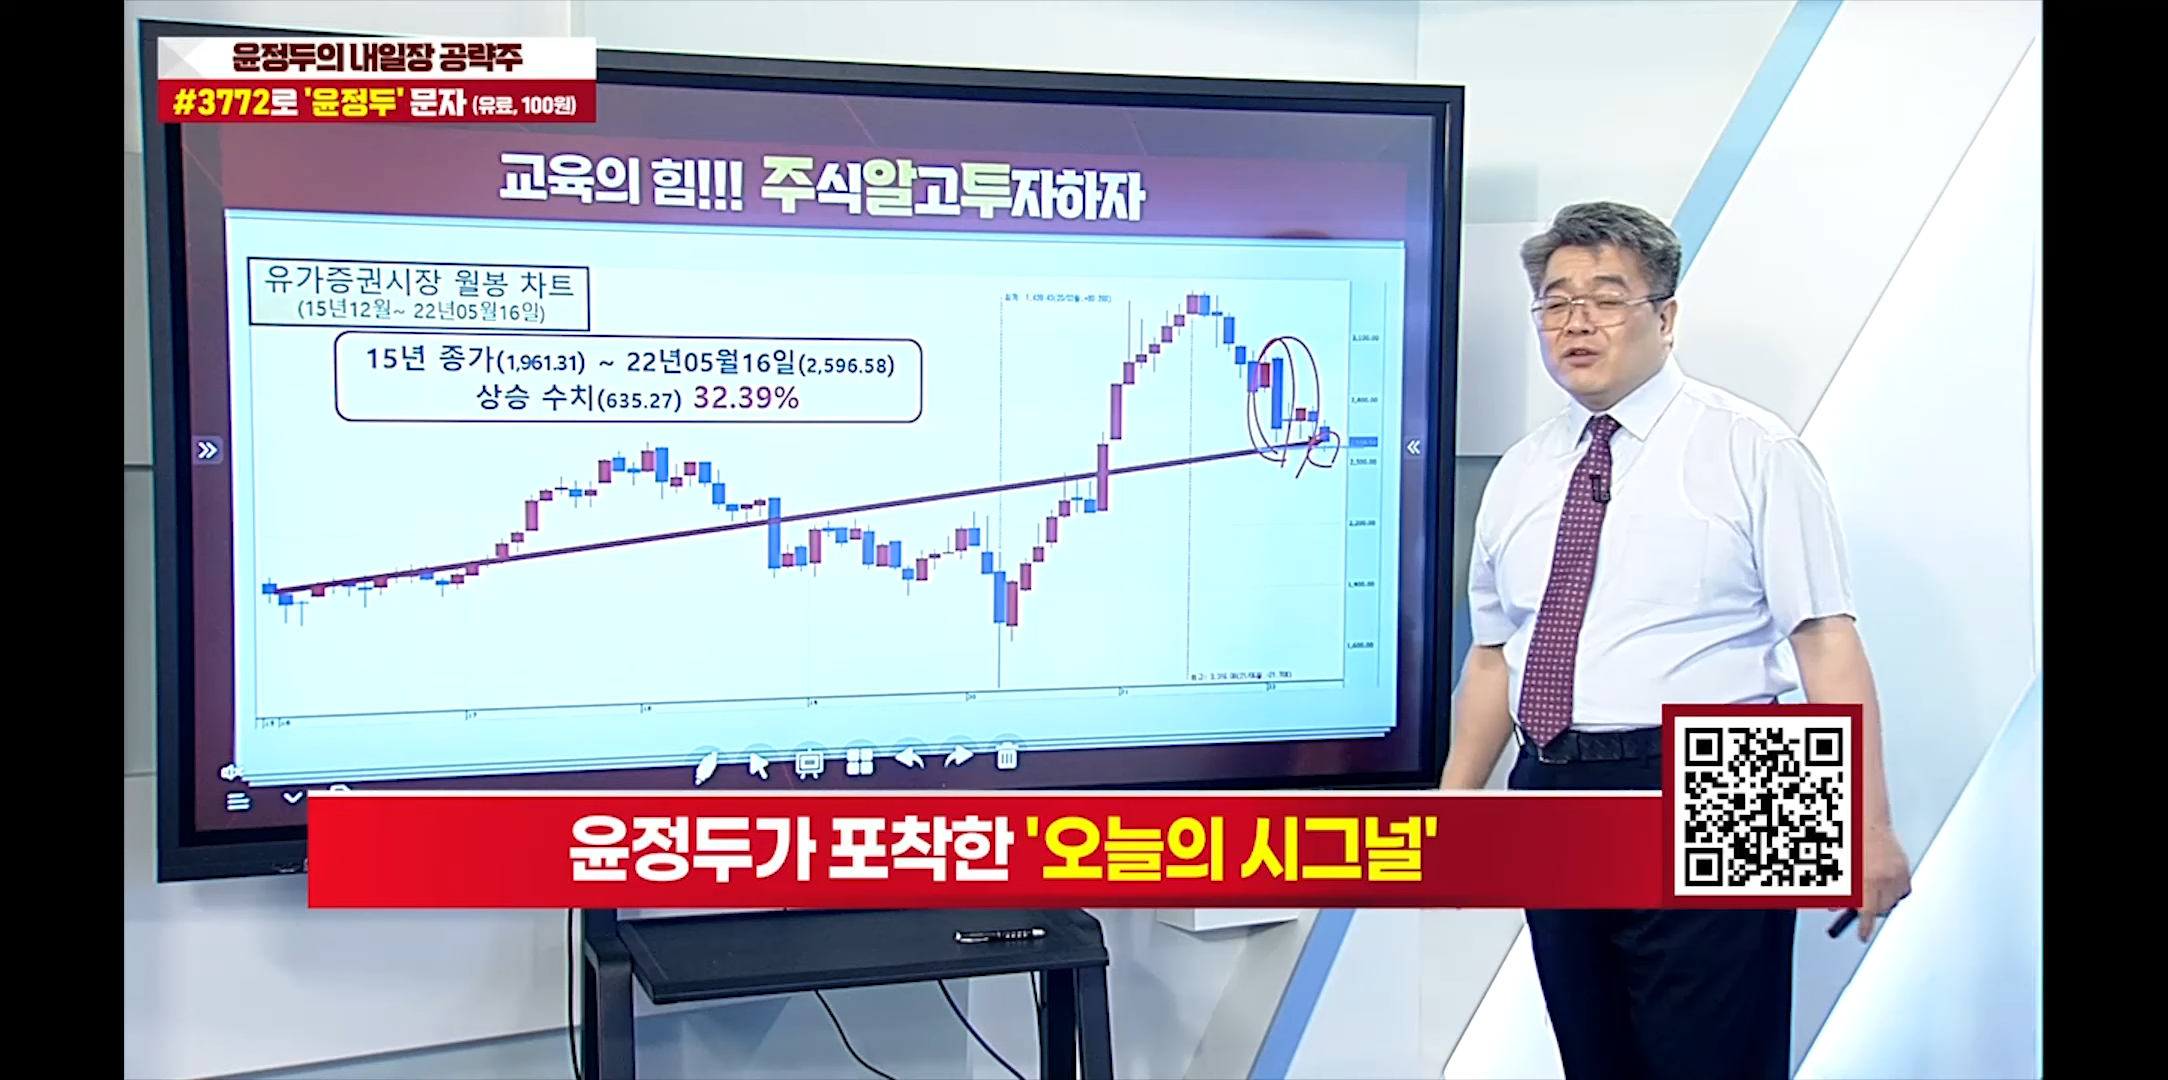 윤정두의 내일장 공략주
#3772로 '윤정두' 문자 (유료, 100원)
교육의 힘!!! 주식알고투자하자
유가증권시장 월봉 차트
(15년12월~ 22년05월16일)
15년 종가(1,961.31) ~ 22년05월16일(2,596.58)
상승 수치(635.27) 32.39%
윤정두가 포착한 '오늘의 시그널'